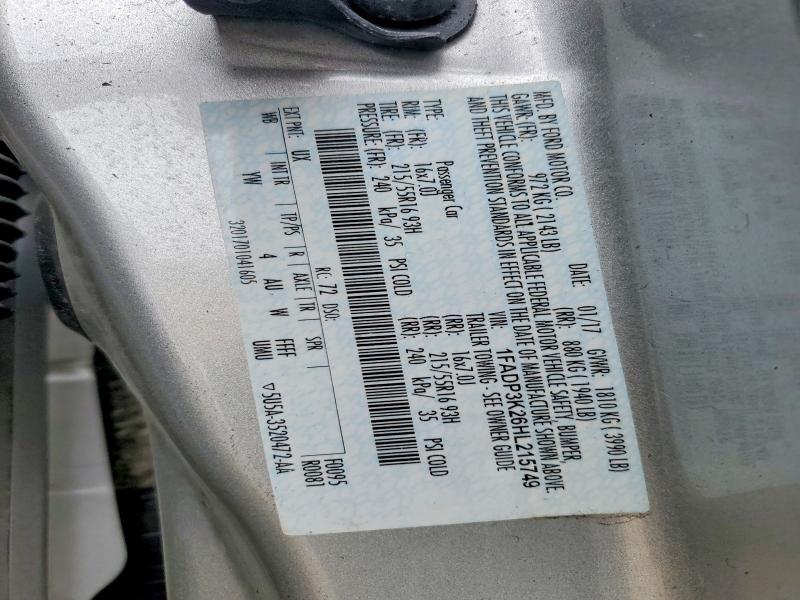 MFD. BY FORD MOTOR CO.
DATE: 01/17 GVWR: 1810 KG ( 3990 LB)
GAWR: (FR): 972 KG ( 2143 LB) (RR): 880 KG ( 1940 LB)
THIS VEHICLE CONFORMS TO ALL APPLICABLE FEDERAL MOTOR VEHICLE SAFETY, BUMPER,
AND THEFT PREVENTION STANDARDS IN EFFECT ON THE DATE OF MANUFACTURE SHOWN ABOVE.
VIN: 1FADP3K26HL215749
TYPE: Passenger Car TRAILER TOWING - SEE OWNER GUIDE
RIM: (FR): 16x7.0J (RR): 16x7.0J
TIRE: (FR): 215/55R16 93H (RR): 215/55R16 93H
PRESSURE (FR): 240 kPa/ 35 PSI COLD (RR): 240 kPa/ 35 PSI COLD
EXT PNT: UX RC: 72 DSO: F0095
WB INTR TP/PS R AXLE TR SPR R0081
YW 4 AU W FFFF
3201701041605 UNU 5U5A-3520472-AA